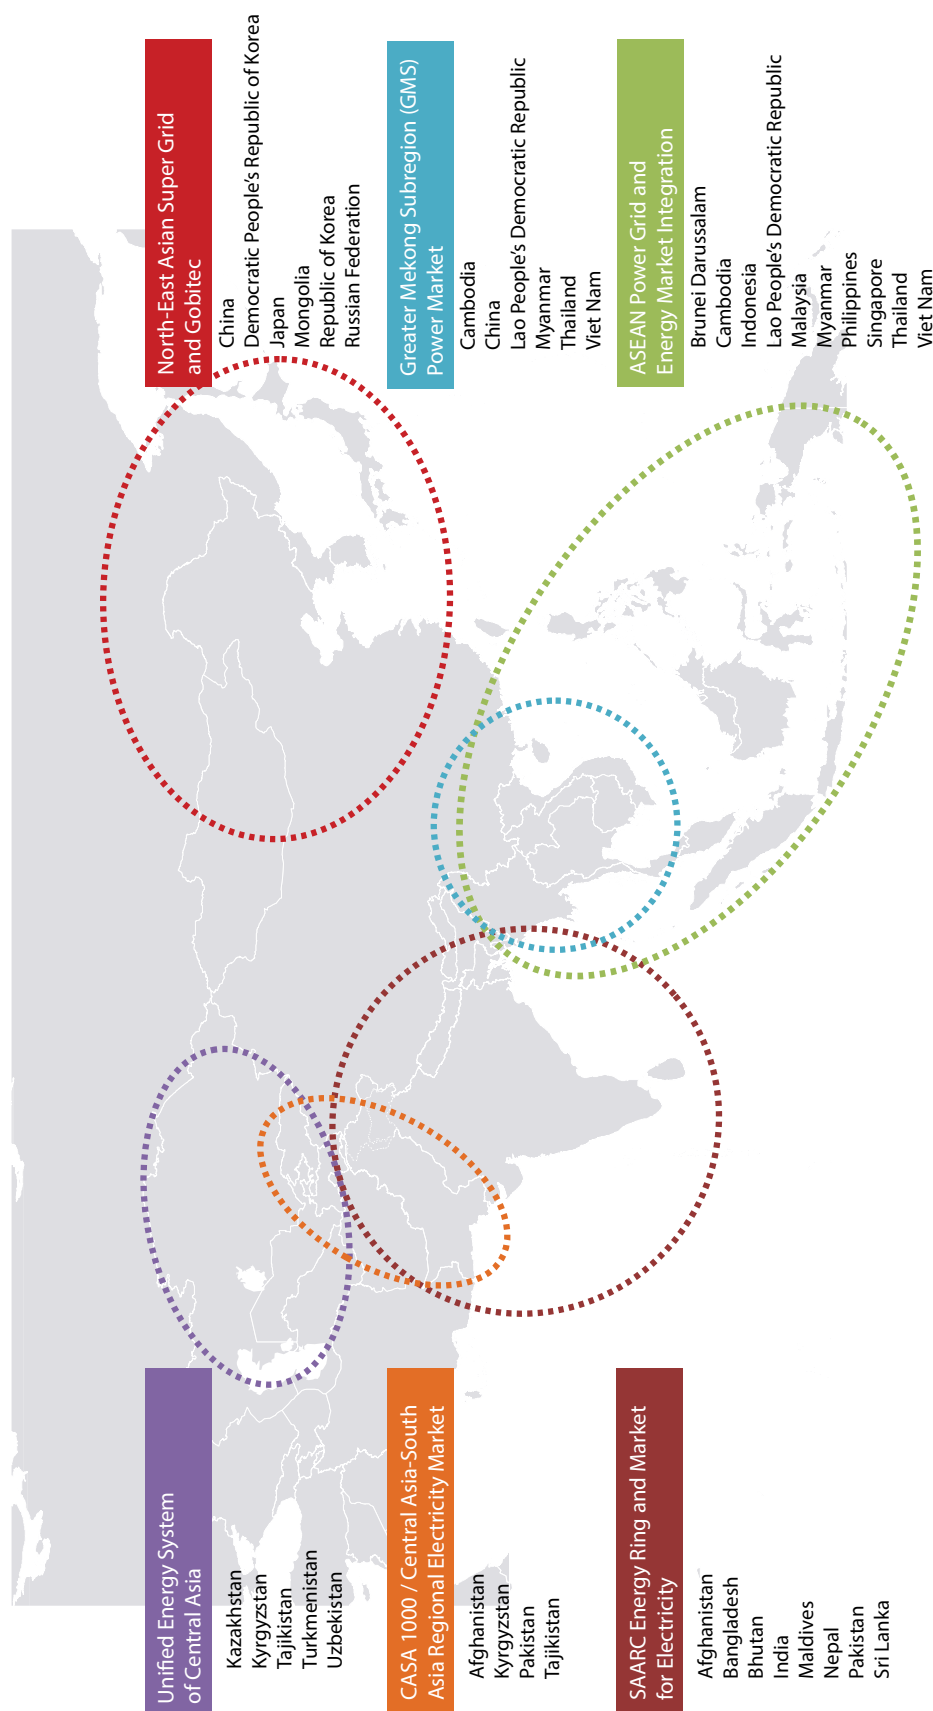 Unified Energy System
of Central Asia
Kazakhstan
Kyrgyzstan
Tajikistan
Turkmenistan
Uzbekistan
CASA 1000 / Central Asia-South
Asia Regional Electricity Market
Afghanistan
Kyrgyzstan
Pakistan
Tajikistan
SAARC Energy Ring and Market
for Electricity
Afghanistan
Bangladesh
Bhutan
India
Maldives
Nepal
Pakistan
Sri Lanka
North-East Asian Super Grid
and Gobitec
China
Democratic People's Republic of Korea
Japan
Mongolia
Republic of Korea
Russian Federation
Greater Mekong Subregion (GMS)
Power Market
Cambodia
China
Lao People's Democratic Republic
Myanmar
Thailand
Viet Nam
ASEAN Power Grid and
Energy Market Integration
Brunei Darussalam
Cambodia
Indonesia
Lao People's Democratic Republic
Malaysia
Myanmar
Philippines
Singapore
Thailand
Viet Nam